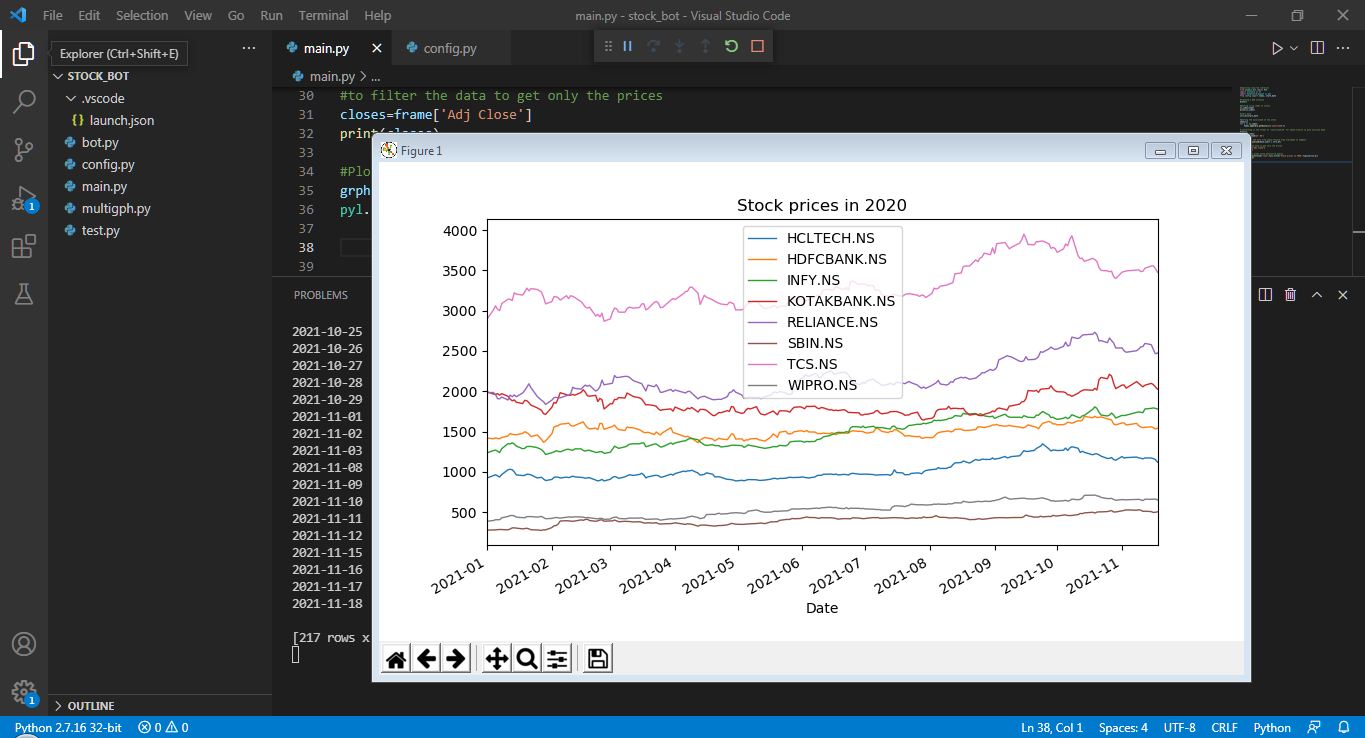 File Edit Selection View Go Run Terminal Help
main.py - stock_bot - Visual Studio Code
Explorer (Ctrl+Shift+E)
STOCK_BOT
.vscode
launch.json
bot.py
config.py
main.py
multigph.py
test.py
OUTLINE
1
1
main.py
config.py
main.py > ...
30 #to filter the data to get only the prices
31 closes=frame['Adj Close']
32
33
34 #Plo
35 grph
36 pyl.
37
38
39
PROBLEMS
2021-10-25
2021-10-26
2021-10-27
2021-10-28
2021-10-29
2021-11-01
2021-11-02
2021-11-03
2021-11-08
2021-11-09
2021-11-10
2021-11-11
2021-11-12
2021-11-15
2021-11-16
2021-11-17
2021-11-18
[217 rows x
Figure 1
Stock prices in 2020
4000
3500
3000
2500
2000
1500
1000
500
HCLTECH.NS
HDFCBANK.NS
INFY.NS
KOTAKBANK.NS
RELIANCE.NS
SBIN.NS
TCS.NS
WIPRO.NS
2021-01 2021-02 2021-03 2021-04 2021-05 2021-06 2021-07 2021-08 2021-09 2021-10 2021-11
Date
Python 2.7.16 32-bit 0 0
Ln 38, Col 1 Spaces: 4 UTF-8 CRLF Python